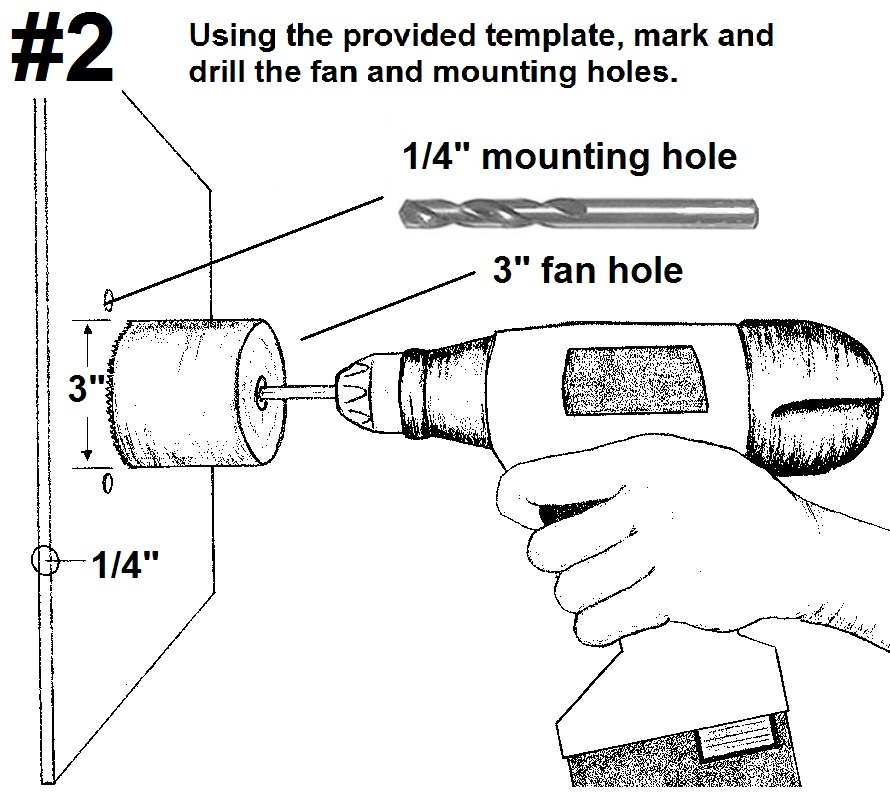 #2
Using the provided template, mark and
drill the fan and mounting holes.
1/4" mounting hole
3" fan hole
3"
1/4"